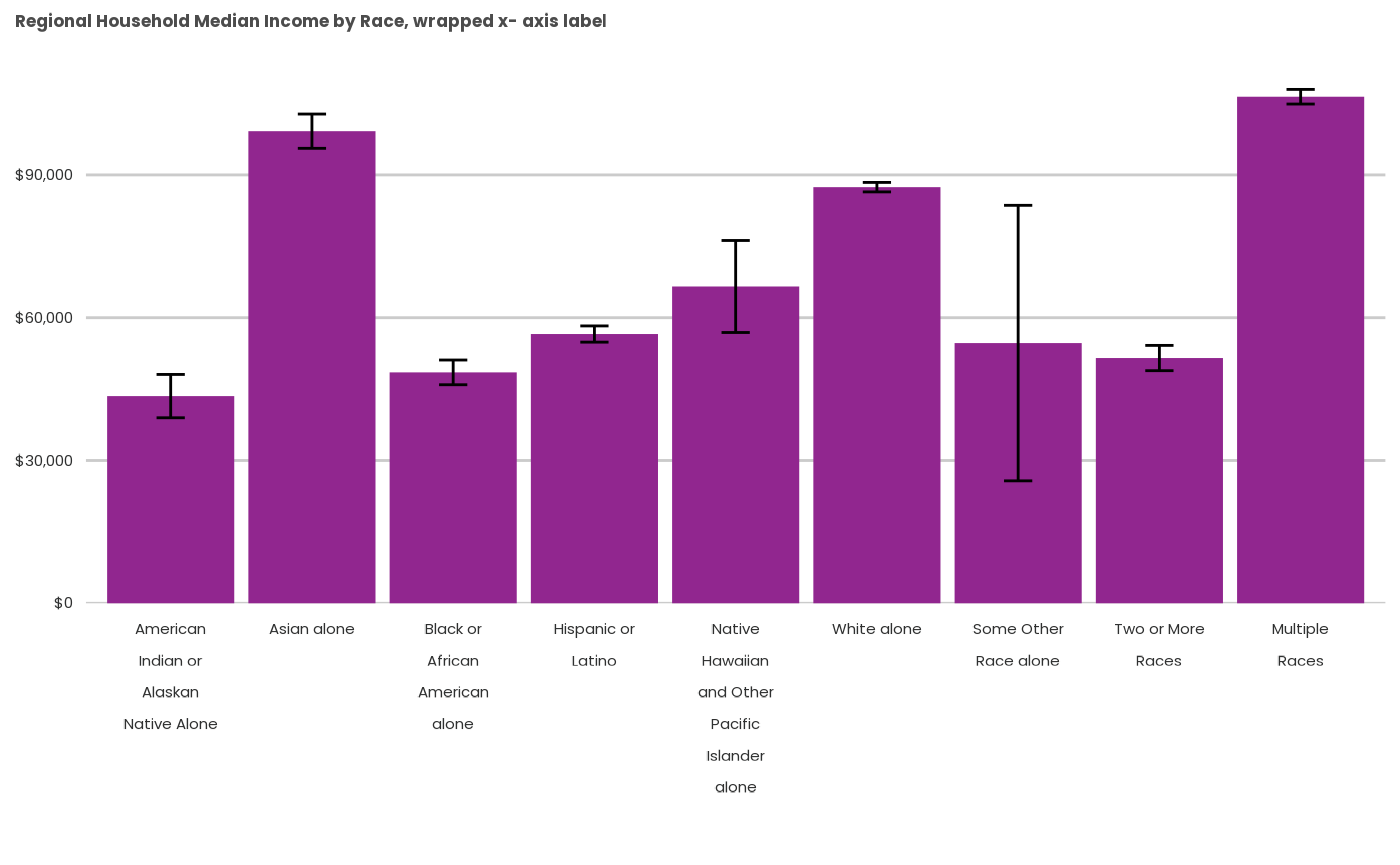 Regional Household Median Income by Race, wrapped x- axis label
$90,000
$60,000
$30,000
$0
American
Indian or
Alaskan
Native Alone
Asian alone
Black or
African
American
alone
Hispanic or
Latino
Native
Hawaiian
and Other
Pacific
Islander
alone
White alone
Some Other
Race alone
Two or More
Races
Multiple
Races